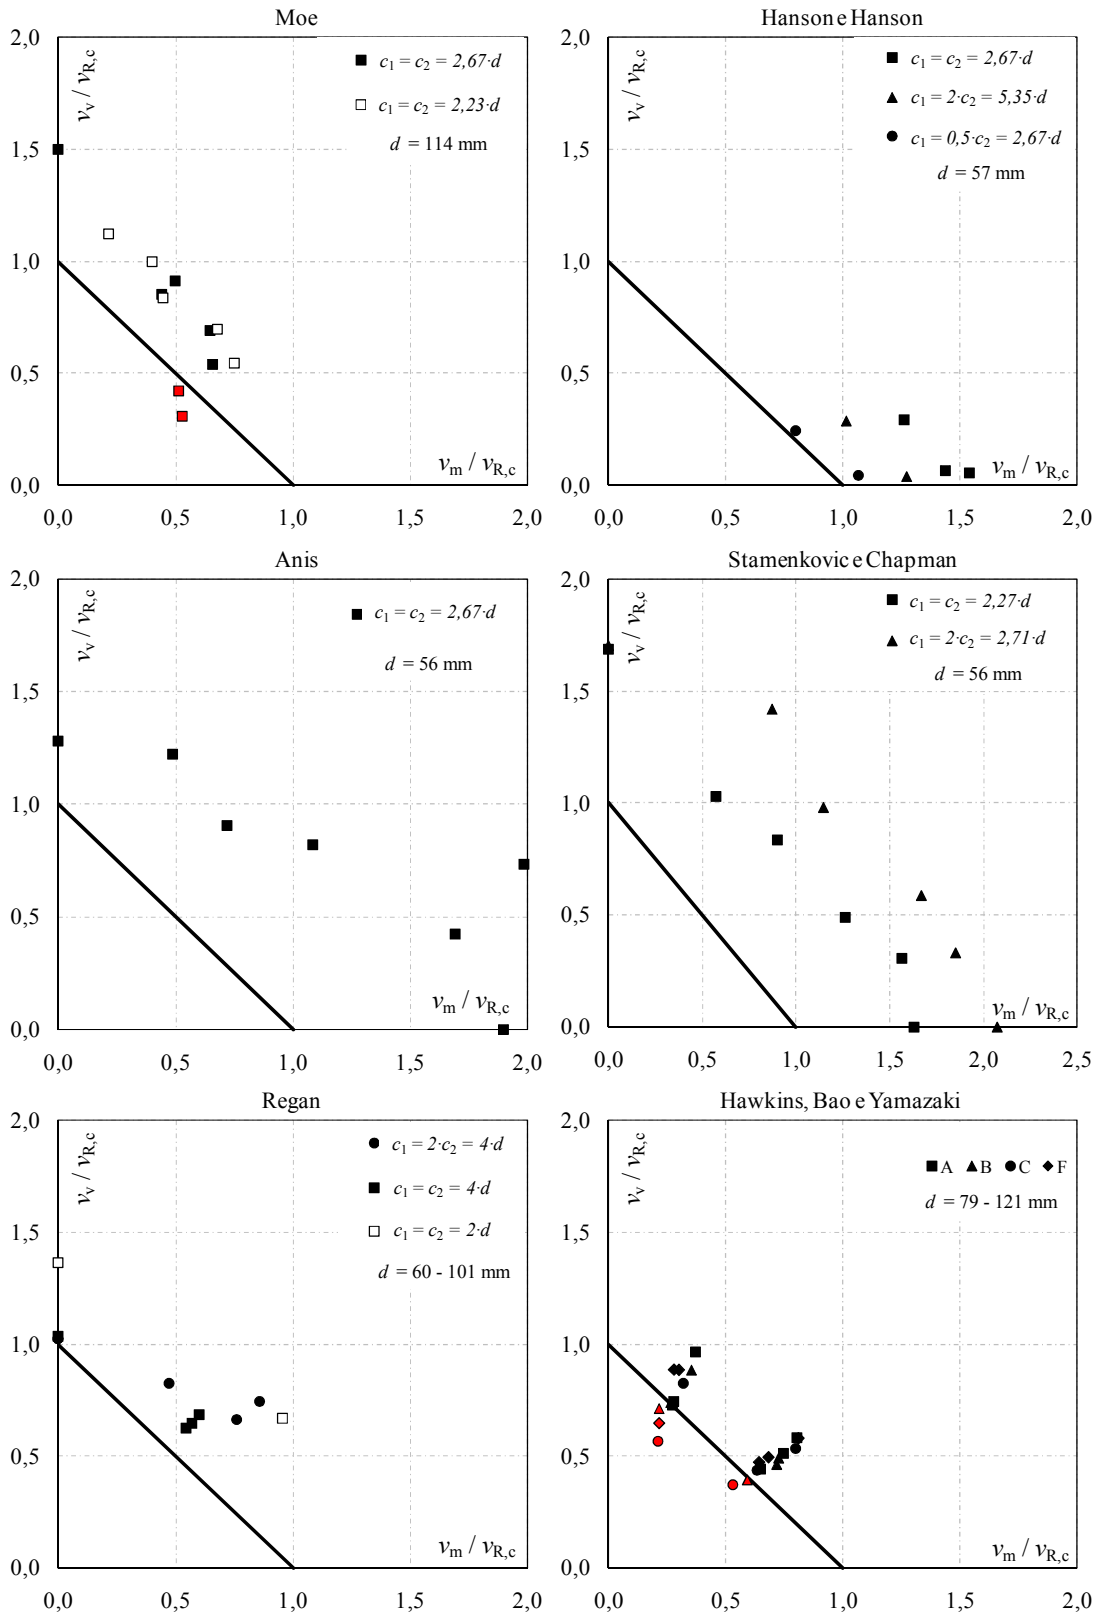 Moe
2,0
v_v / v_R,c
■ c₁ = c₂ = 2,67·d
□ c₁ = c₂ = 2,23·d
d = 114 mm
1,5
1,0
0,5
v_m / v_R,c
0,0
0,0 0,5 1,0 1,5 2,0
Hanson e Hanson
2,0
v_v / v_R,c
■ c₁ = c₂ = 2,67·d
▲ c₁ = 2·c₂ = 5,35·d
● c₁ = 0,5·c₂ = 2,67·d
d = 57 mm
1,5
1,0
0,5
v_m / v_R,c
0,0
0,0 0,5 1,0 1,5 2,0
Anis
2,0
v_v / v_R,c
■ c₁ = c₂ = 2,67·d
d = 56 mm
1,5
1,0
0,5
v_m / v_R,c
0,0
0,0 0,5 1,0 1,5 2,0
Stamenkovic e Chapman
2,0
v_v / v_R,c
■ c₁ = c₂ = 2,27·d
▲ c₁ = 2·c₂ = 2,71·d
d = 56 mm
1,5
1,0
0,5
v_m / v_R,c
0,0
0,0 0,5 1,0 1,5 2,0 2,5
Regan
2,0
v_v / v_R,c
● c₁ = 2·c₂ = 4·d
■ c₁ = c₂ = 4·d
□ c₁ = c₂ = 2·d
d = 60 - 101 mm
1,5
1,0
0,5
v_m / v_R,c
0,0
0,0 0,5 1,0 1,5 2,0
Hawkins, Bao e Yamazaki
2,0
v_v / v_R,c
■ A ▲ B ● C ◆ F
d = 79 - 121 mm
1,5
1,0
0,5
v_m / v_R,c
0,0
0,0 0,5 1,0 1,5 2,0